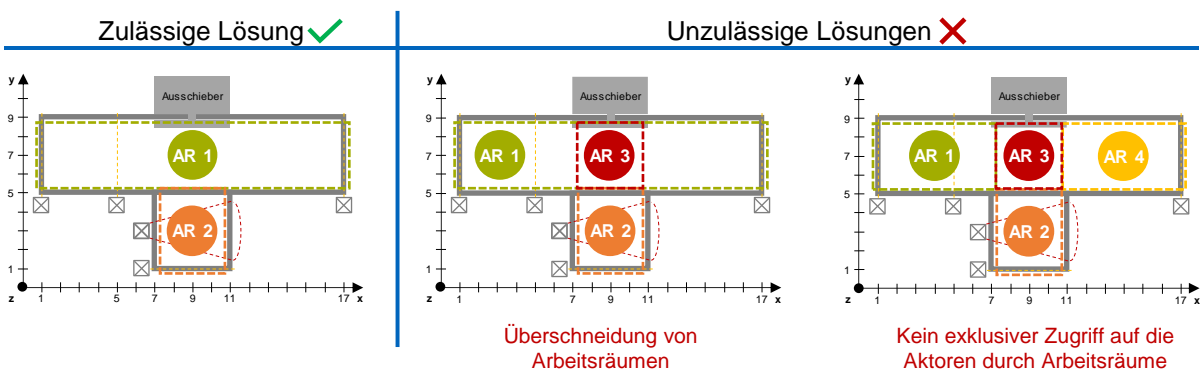 Zulässige Lösung
Unzulässige Lösungen
y
Ausschieber
9
7
5
1
AR 1
AR 2
z
1
5
7
9
11
17
x
y
Ausschieber
9
7
5
1
AR 1
AR 3
AR 2
z
1
7
9
11
17
x
Überschneidung von
Arbeitsräumen
y
Ausschieber
9
7
5
1
AR 1
AR 3
AR 4
AR 2
z
1
7
9
11
17
x
Kein exklusiver Zugriff auf die
Aktoren durch Arbeitsräume